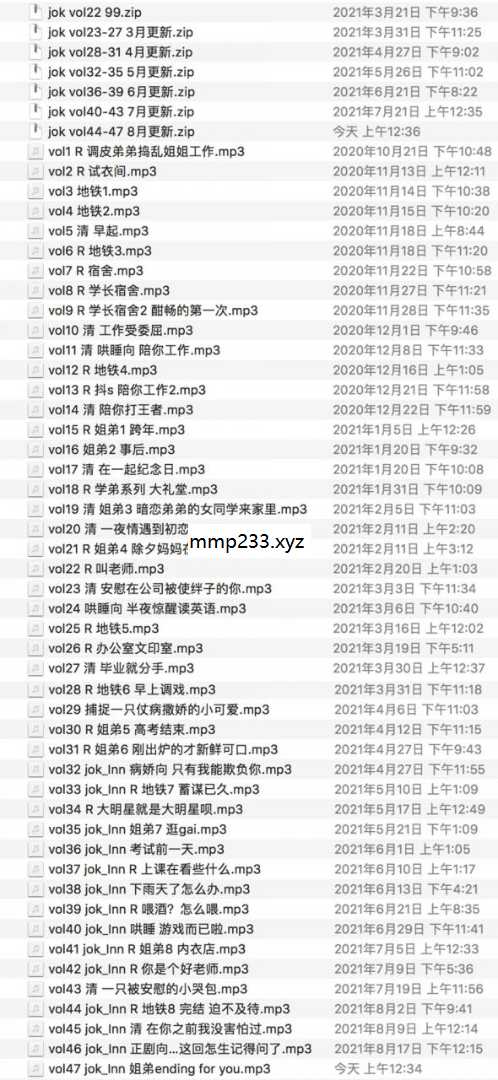 jok vol22 99.zip 2021年3月21日 下午9:36
jok vol23-27 3月更新.zip 2021年3月31日 下午11:25
jok vol28-31 4月更新.zip 2021年4月27日 下午9:02
jok vol32-35 5月更新.zip 2021年5月26日 下午11:02
jok vol36-39 6月更新.zip 2021年6月21日 下午8:22
jok vol40-43 7月更新.zip 2021年7月21日 上午12:35
jok vol44-47 8月更新.zip 今天 上午12:36
vol1 R 调皮弟弟捣乱姐姐工作.mp3 2020年10月21日 下午10:48
vol2 R 试衣间.mp3 2020年11月13日 上午12:11
vol3 地铁1.mp3 2020年11月14日 下午10:38
vol4 地铁2.mp3 2020年11月15日 下午10:20
vol5 清 早起.mp3 2020年11月18日 上午8:44
vol6 R 地铁3.mp3 2020年11月18日 下午11:20
vol7 R 宿舍.mp3 2020年11月22日 下午10:58
vol8 R 学长宿舍.mp3 2020年11月27日 下午11:21
vol9 R 学长宿舍2 酣畅的第一次.mp3 2020年11月28日 下午11:35
vol10 清 工作受委屈.mp3 2020年12月1日 下午9:46
vol11 清 哄睡向 陪你工作.mp3 2020年12月8日 下午11:33
vol12 R 地铁4.mp3 2020年12月16日 上午1:05
vol13 R 抖s 陪你工作2.mp3 2020年12月21日 下午11:58
vol14 清 陪你打王者.mp3 2020年12月22日 下午11:59
vol15 R 姐弟1 跨年.mp3 2021年1月5日 上午12:26
vol16 姐弟2 事后.mp3 2021年1月20日 下午9:32
vol17 清 在一起纪念日.mp3 2021年1月20日 下午10:08
vol18 R 学弟系列 大礼堂.mp3 2021年1月31日 下午10:09
vol19 清 姐弟3 暗恋弟弟的女同学来家里.mp3 2021年2月5日 下午11:03
vol20 清 一夜情遇到初恋 2021年2月11日 上午2:20
vol21 R 姐弟4 除夕妈妈在 2021年2月11日 下午3:12
mmp233.xyz
vol22 R 叫老师.mp3 2021年2月20日 上午1:03
vol23 清 安慰在公司被使绊子的你.mp3 2021年3月3日 下午11:34
vol24 哄睡向 半夜惊醒读英语.mp3 2021年3月6日 下午10:40
vol25 R 地铁5.mp3 2021年3月16日 上午12:02
vol26 R 办公室文印室.mp3 2021年3月19日 下午5:11
vol27 清 毕业就分手.mp3 2021年3月30日 上午12:37
vol28 R 地铁6 早上调戏.mp3 2021年3月31日 下午11:18
vol29 捕捉一只仗病撒娇的小可爱.mp3 2021年4月6日 下午11:03
vol30 R 姐弟5 高考结束.mp3 2021年4月12日 下午11:15
vol31 R 姐弟6 刚出炉的才新鲜可口.mp3 2021年4月27日 下午9:43
vol32 jok_lnn 病娇向 只有我能欺负你.mp3 2021年4月27日 下午11:55
vol33 jok_lnn R 地铁7 蓄谋已久.mp3 2021年5月10日 上午1:09
vol34 R 大明星就是大明星呗.mp3 2021年5月17日 上午12:49
vol35 jok_lnn 姐弟7 逛gai.mp3 2021年5月21日 下午1:09
vol36 jok_lnn 考试前一天.mp3 2021年6月1日 上午1:05
vol37 jok_lnn R 上课在看些什么.mp3 2021年6月10日 上午1:17
vol38 jok_lnn 下雨天了怎么办.mp3 2021年6月13日 下午4:21
vol39 jok_lnn R 喂酒？怎么喂.mp3 2021年6月21日 上午8:35
vol40 jok_lnn 哄睡 游戏而已啦.mp3 2021年6月29日 下午11:41
vol41 jok_lnn R 姐弟8 内衣店.mp3 2021年7月5日 上午12:33
vol42 jok_lnn R 你是个好老师.mp3 2021年7月9日 下午5:36
vol43 清 一只被安慰的小哭包.mp3 2021年7月19日 上午11:56
vol44 jok_lnn R 地铁8 完结 迫不及待.mp3 2021年8月2日 下午9:41
vol45 jok_lnn 清 在你之前我没害怕过.mp3 2021年8月9日 上午12:14
vol46 jok_lnn 正剧向...这回怎生记得问了.mp3 2021年8月17日 下午12:15
vol47 jok_lnn 姐弟ending for you.mp3 今天 上午12:34